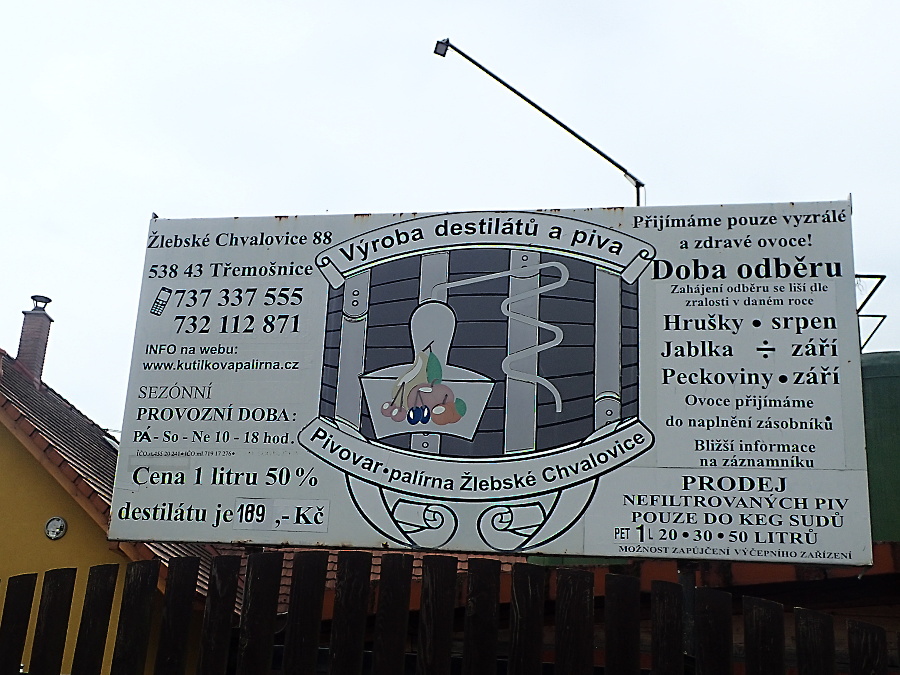 Výroba destilátů a piva
Žlebské Chvalovice 88
538 43 Třemošnice
737 337 555
732 112 871
INFO na webu:
www.kutilkovapalirna.cz
SEZÓNNÍ
PROVOZNÍ DOBA:
PÁ - So - Ne 10 - 18 hod.
Cena 1 litru 50 %
destilátu je 189 ,- Kč
Pivovar • palírna Žlebské Chvalovice
Přijímáme pouze vyzrálé
a zdravé ovoce!
Doba odběru
Zahájení odběru se liší dle
zralosti v daném roce
Hrušky • srpen
Jablka ÷ září
Peckoviny • září
Ovoce přijímáme
do naplnění zásobníků
Bližší informace
na záznamníku
PRODEJ
NEFILTROVANÝCH PIV
POUZE DO KEG SUDŮ
PET 1L 20 • 30 • 50 LITRŮ
MOŽNOST ZAPŮJČENÍ VÝČEPNÍHO ZAŘÍZENÍ